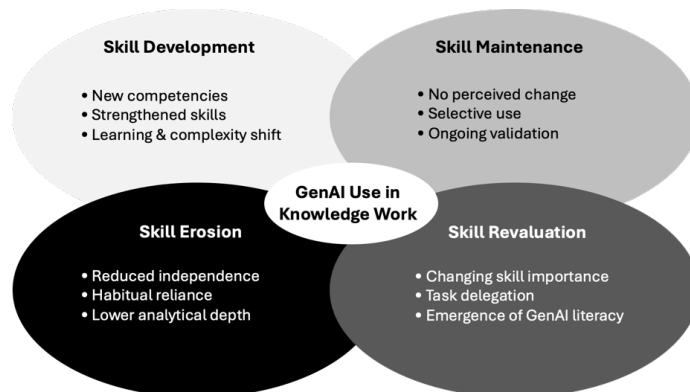 Skill Development
• New competencies
• Strengthened skills
• Learning & complexity shift
Skill Maintenance
• No perceived change
• Selective use
• Ongoing validation
GenAI Use in
Knowledge Work
Skill Erosion
• Reduced independence
• Habitual reliance
• Lower analytical depth
Skill Revaluation
• Changing skill importance
• Task delegation
• Emergence of GenAI literacy